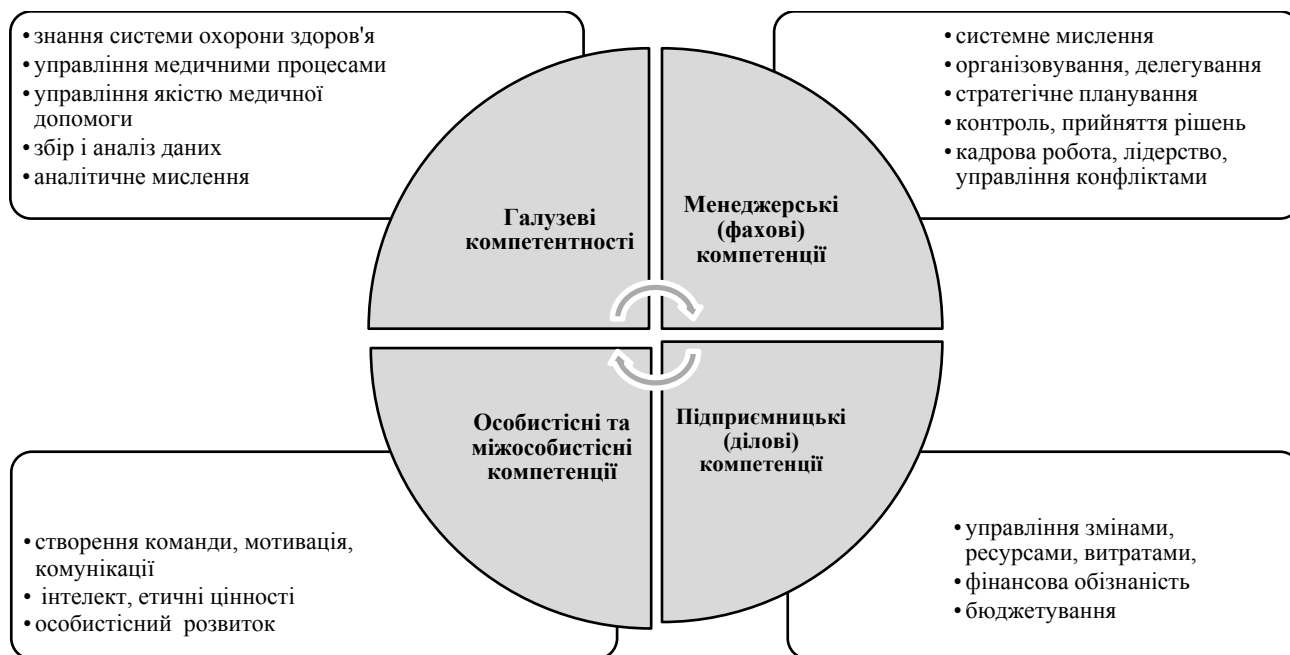 •знання системи охорони здоров'я
•управління медичними процесами
•управління якістю медичної
допомоги
•збір і аналіз даних
•аналітичне мислення
•системне мислення
•організовування, делегування
•стратегічне планування
•контроль, прийняття рішень
•кадрова робота, лідерство,
управління конфліктами
Галузеві
компетентності
Менеджерські
(фахові)
компетенції
Особистісні та
міжособистісні
компетенції
Підприємницькі
(ділові)
компетенції
•створення команди, мотивація,
комунікації
• інтелект, етичні цінності
•особистісний розвиток
•управління змінами,
ресурсами, витратами,
•фінансова обізнаність
•бюджетування